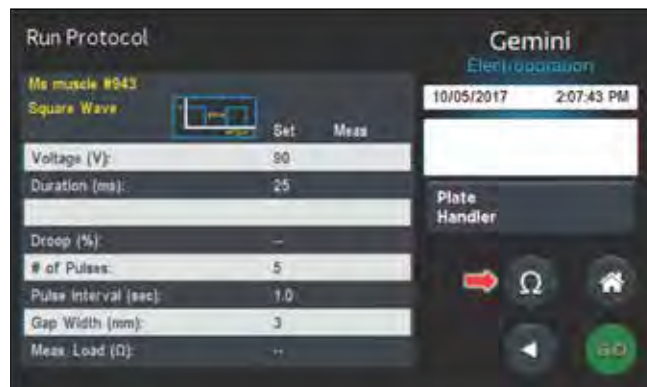 Run Protocol
Gemini
Electroporation
Ms muscle #943
Square Wave
Set Meas
10/05/2017 2:07:43 PM
Voltage (V): 90
Duration (ms): 25
Plate
Handler
Droop (%): --
# of Pulses: 5
Pulse Interval (sec): 1.0
Gap Width (mm): 3
Meas. Load (Ω): --
Ω
GO